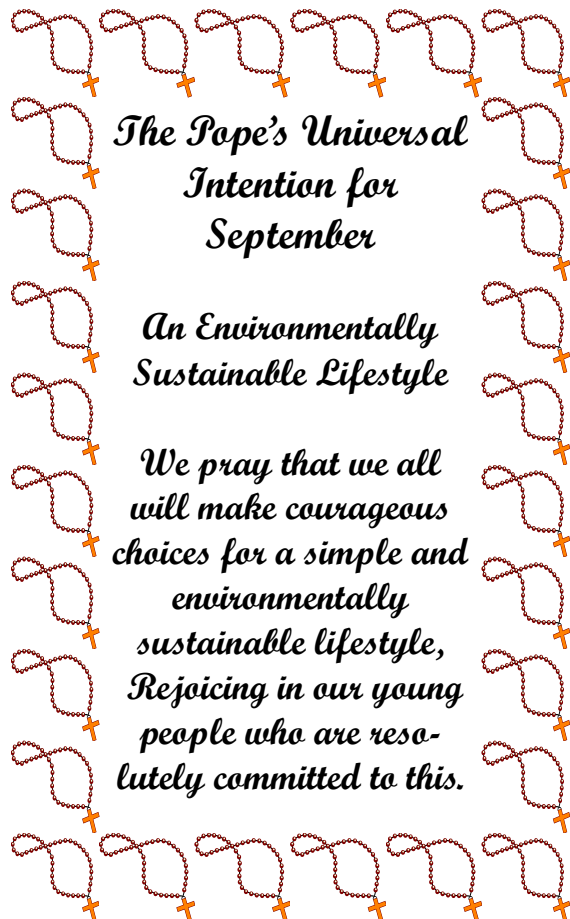 The Pope’s Universal
Intention for
September
An Environmentally
Sustainable Lifestyle
We pray that we all
will make courageous
choices for a simple and
environmentally
sustainable lifestyle,
Rejoicing in our young
people who are reso-
lutely committed to this.